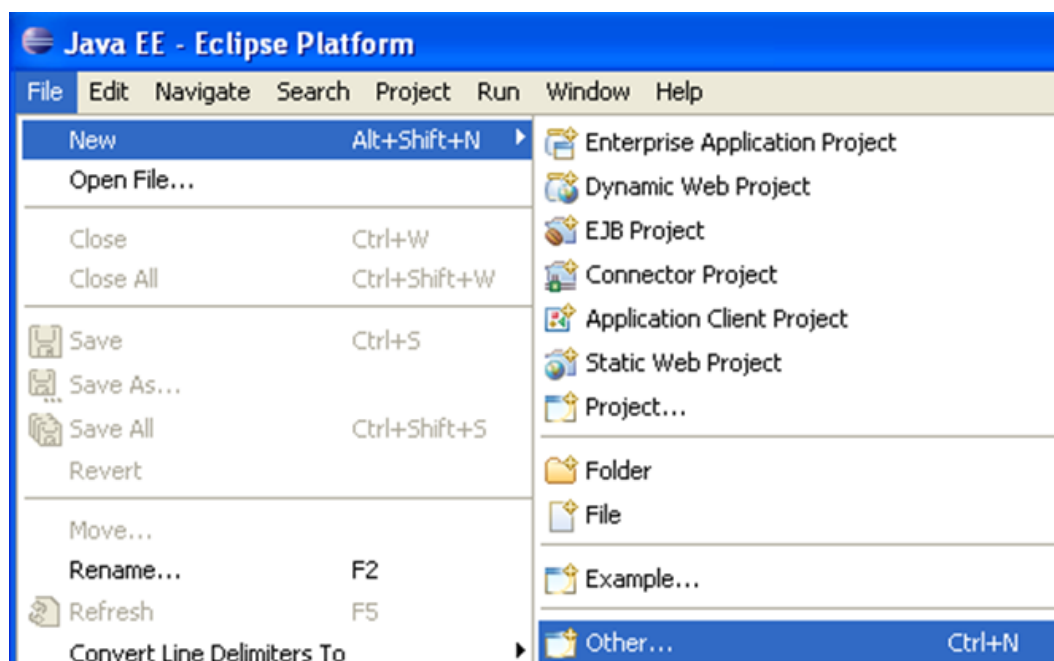 Java EE - Eclipse Platform
File Edit Navigate Search Project Run Window Help
New Alt+Shift+N
Open File...
Close Ctrl+W
Close All Ctrl+Shift+W
Save Ctrl+S
Save As...
Save All Ctrl+Shift+S
Revert
Move...
Rename... F2
Refresh F5
Convert Line Delimiters To
Enterprise Application Project
Dynamic Web Project
EJB Project
Connector Project
Application Client Project
Static Web Project
Project...
Folder
File
Example...
Other... Ctrl+N